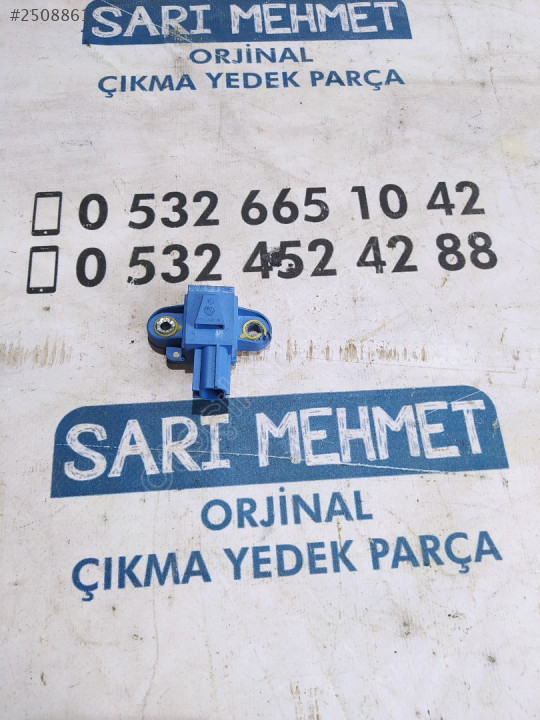 #2508861
SARI MEHMET
ORJİNAL
ÇIKMA YEDEK PARÇA
0 532 665 10 42
0 532 452 42 88
SARI MEHMET
ORJİNAL
ÇIKMA YEDEK PARÇA